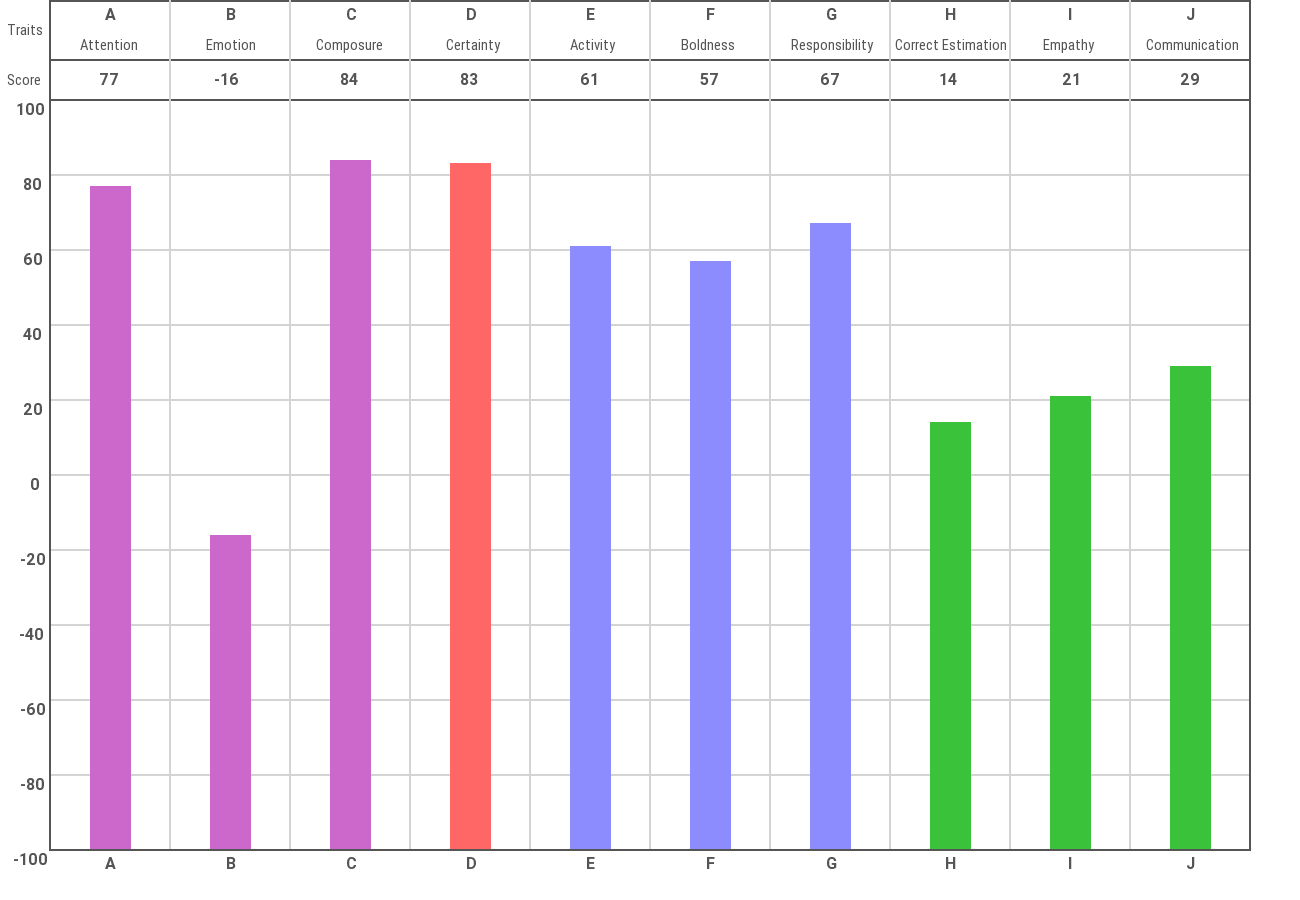 A B C D E F G H I J
Traits
Attention Emotion Composure Certainty Activity Boldness Responsibility Correct Estimation Empathy Communication
Score 77 -16 84 83 61 57 67 14 21 29
100
80
60
40
20
0
-20
-40
-60
-80
-100
A B C D E F G H I J